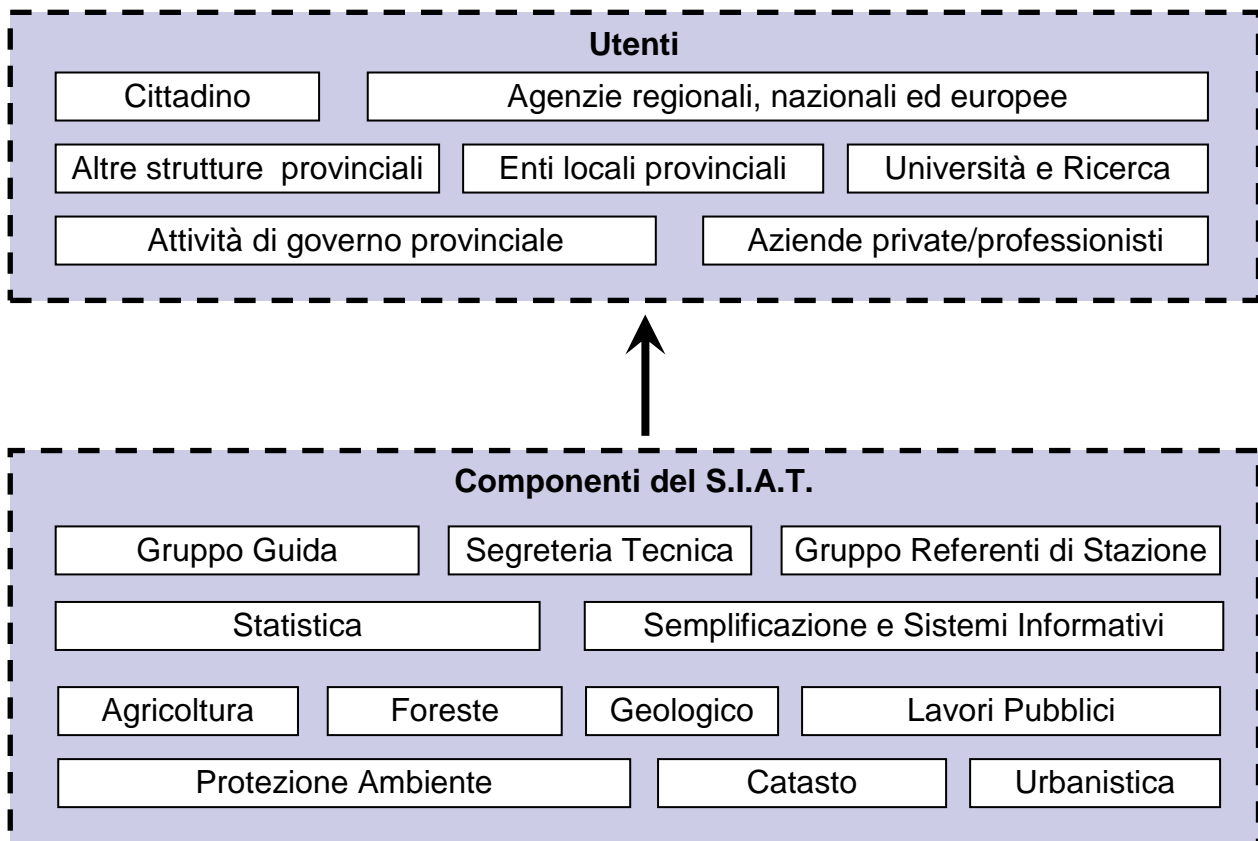 Utenti
Cittadino
Agenzie regionali, nazionali ed europee
Altre strutture provinciali
Enti locali provinciali
Università e Ricerca
Attività di governo provinciale
Aziende private/professionisti
Componenti del S.I.A.T.
Gruppo Guida
Segreteria Tecnica
Gruppo Referenti di Stazione
Statistica
Semplificazione e Sistemi Informativi
Agricoltura
Foreste
Geologico
Lavori Pubblici
Protezione Ambiente
Catasto
Urbanistica